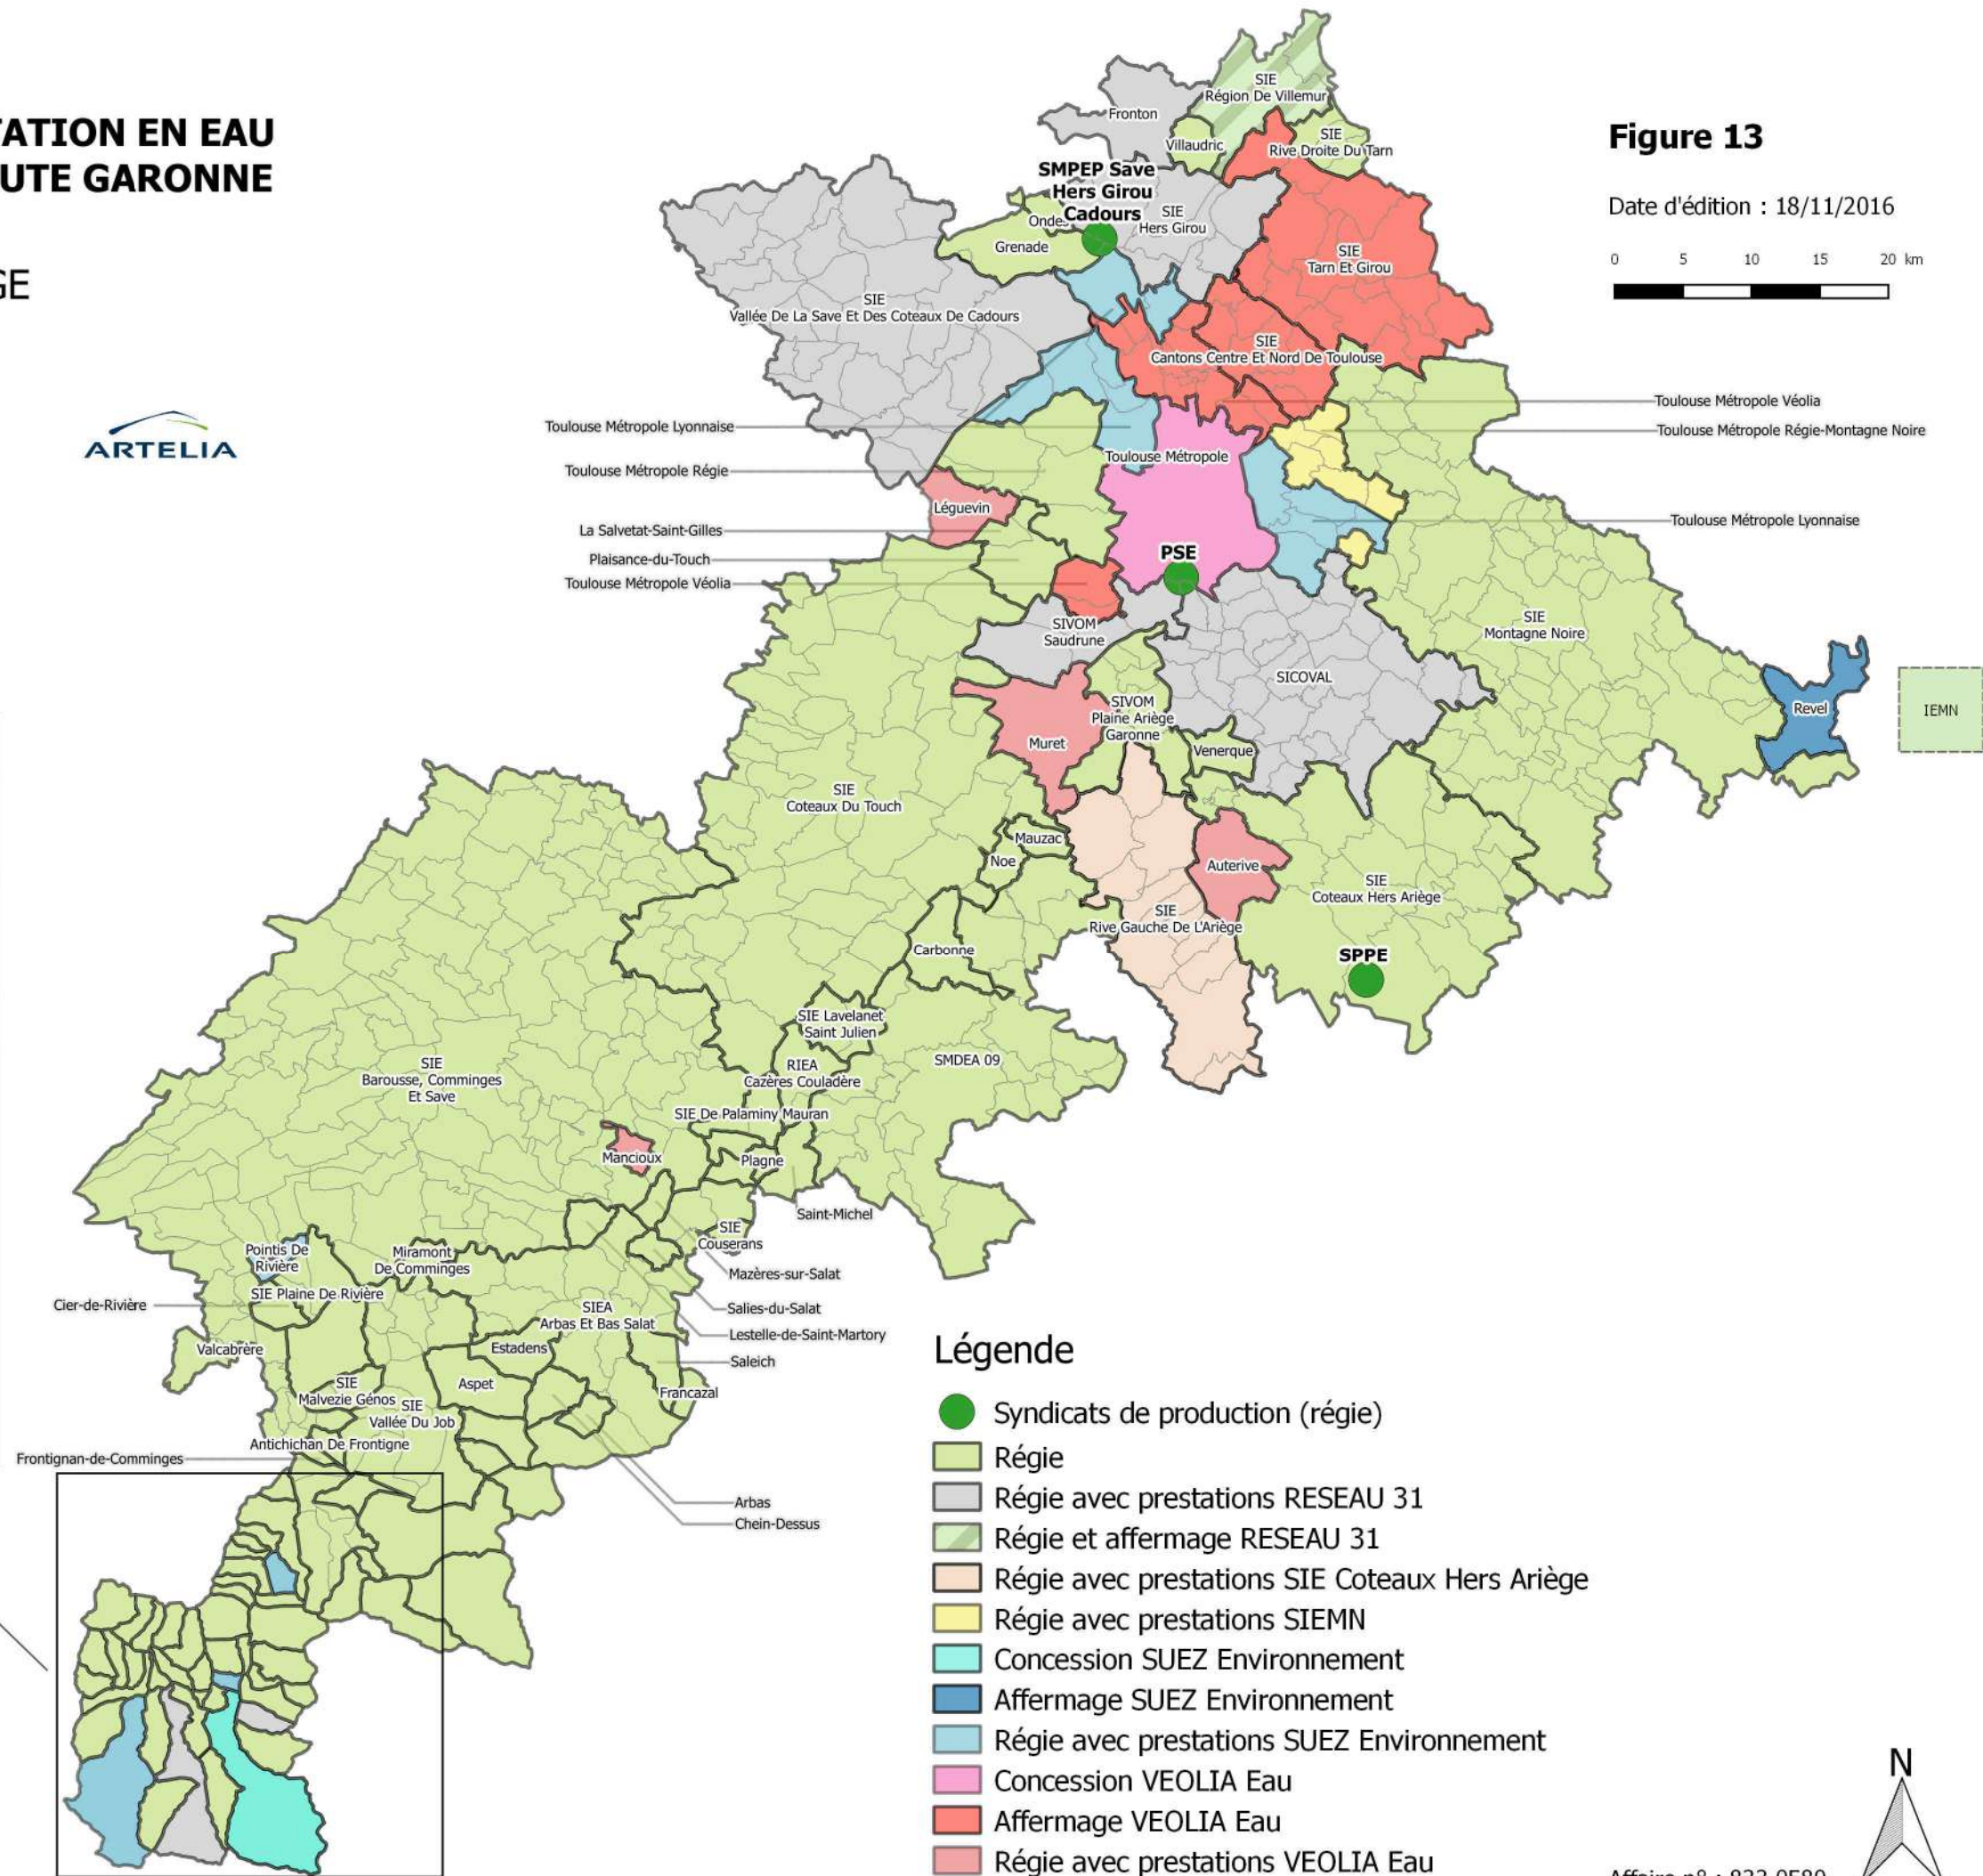 TATION EN EAU
UTE GARONNE
GE
ARTELIA
Figure 13
Date d'édition : 18/11/2016
0 5 10 15 20 km
SIE
Région De Villemur
Fronton
Villaudric
SIE
Rive Droite Du Tarn
SMPEP Save
Hers Girou
Cadours
Ondes
Grenade
SIE
Hers Girou
SIE
Tarn Et Girou
SIE
Vallée De La Save Et Des Coteaux De Cadours
SIE
Cantons Centre Et Nord De Toulouse
Toulouse Métropole Véolia
Toulouse Métropole Lyonnaise
Toulouse Métropole Régie-Montagne Noire
Toulouse Métropole
Toulouse Métropole Régie
Léguevin
La Salvetat-Saint-Gilles
Toulouse Métropole Lyonnaise
Plaisance-du-Touch
PSE
Toulouse Métropole Véolia
SIVOM
Saudrune
SIE
Montagne Noire
SICOVAL
Revel
IEMN
SIVOM
Plaine Ariège
Garonne
Muret
Venerque
SIE
Coteaux Du Touch
Mauzac
Noe
Auterive
SIE
Coteaux Hers Ariège
SIE
Rive Gauche De L'Ariège
Carbonne
SPPE
SIE Lavelanet
Saint Julien
SMDEA 09
RIEA
Cazères Couladère
SIE
Barousse, Comminges
Et Save
SIE De Palaminy Mauran
Mancioux
Plagne
Saint-Michel
SIE
Couserans
Pointis De
Rivière
Miramont
De Comminges
Mazères-sur-Salat
SIE Plaine De Rivière
Cier-de-Rivière
SIEA
Arbas Et Bas Salat
Salies-du-Salat
Lestelle-de-Saint-Martory
Valcabrère
Estadens
Saleich
SIE
Malvezie Génos
Aspet
Francazal
SIE
Vallée Du Job
Antichichan De Frontigne
Frontignan-de-Comminges
Arbas
Chein-Dessus
Légende
Syndicats de production (régie)
Régie
Régie avec prestations RESEAU 31
Régie et affermage RESEAU 31
Régie avec prestations SIE Coteaux Hers Ariège
Régie avec prestations SIEMN
Concession SUEZ Environnement
Affermage SUEZ Environnement
Régie avec prestations SUEZ Environnement
Concession VEOLIA Eau
Affermage VEOLIA Eau
Régie avec prestations VEOLIA Eau
N
Affaire n° : 833 0580